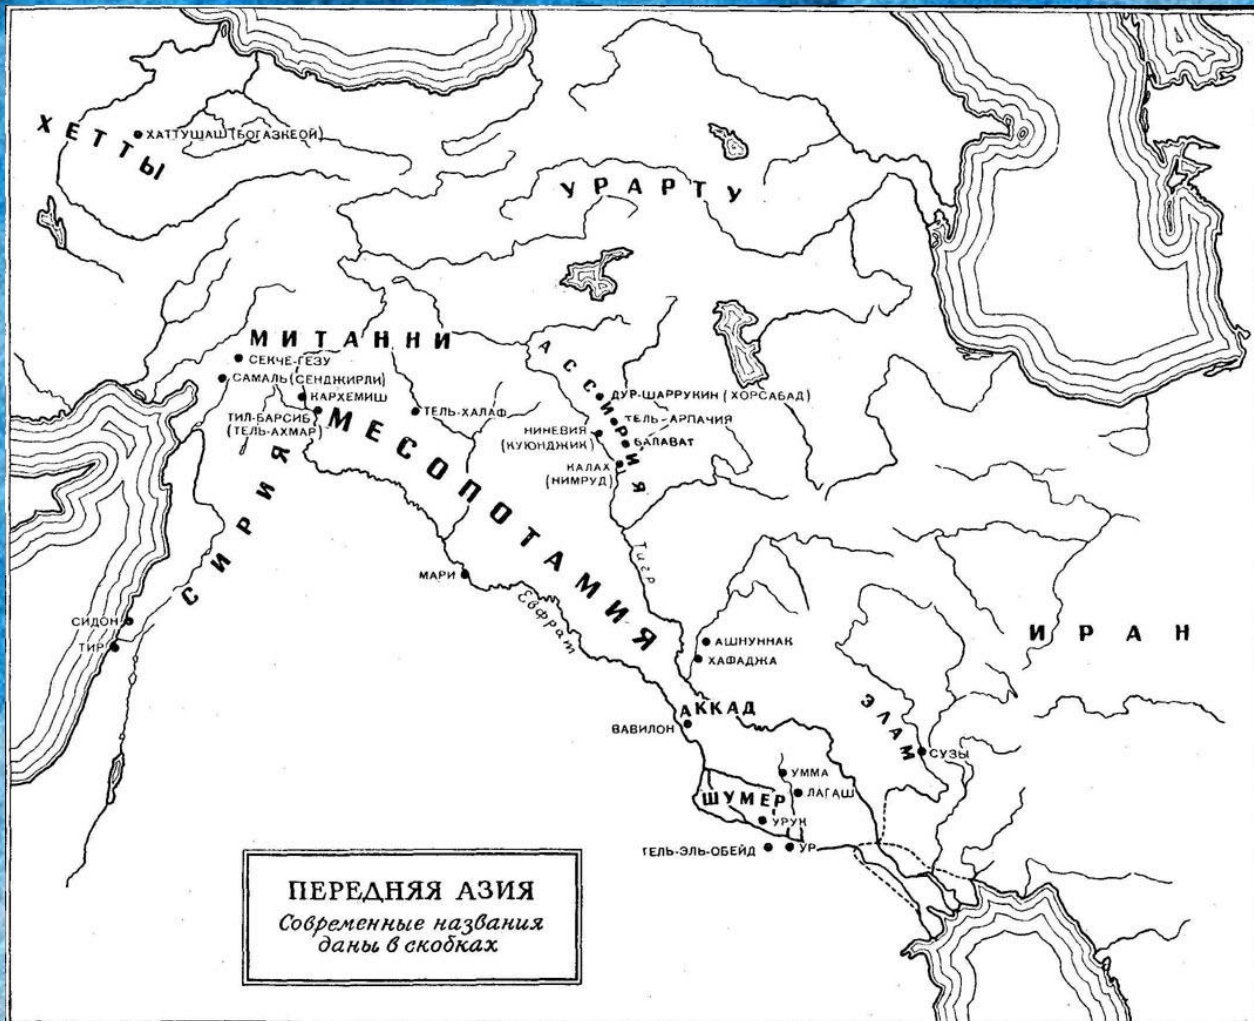 ХЕТТЫ
ХАТТУШАШ (БОГАЗКЕОЙ)
УРАРТУ
МИТАННИ
СЕКЧЕ-ГЕЗУ
САМАЛЬ (СЕНДЖИРЛИ)
КАРХЕМИШ
ТИЛ-БАРСИБ
(ТЕЛЬ-АХМАР)
ТЕЛЬ-ХАЛАФ
АССИРИЯ
ДУР-ШАРРУКИН (ХОРСАБАД)
ТЕЛЬ-АРПАЧИЯ
НИНЕВИЯ
(КУЮНДЖИК)
БАЛАВАТ
КАЛАХ
(НИМРУД)
МЕСОПОТАМИЯ
СИРИЯ
Тигр
МАРИ
Евфрат
СИДОН
ТИР
АШНУННАК
ХАФАДЖА
ИРАН
АККАД
ВАВИЛОН
ЭЛАМ
СУЗЫ
УММА
ЛАГАШ
ШУМЕР
УРУК
ТЕЛЬ-ЭЛЬ-ОБЕЙД
УР
ПЕРЕДНЯЯ АЗИЯ
Современные названия
даны в скобках